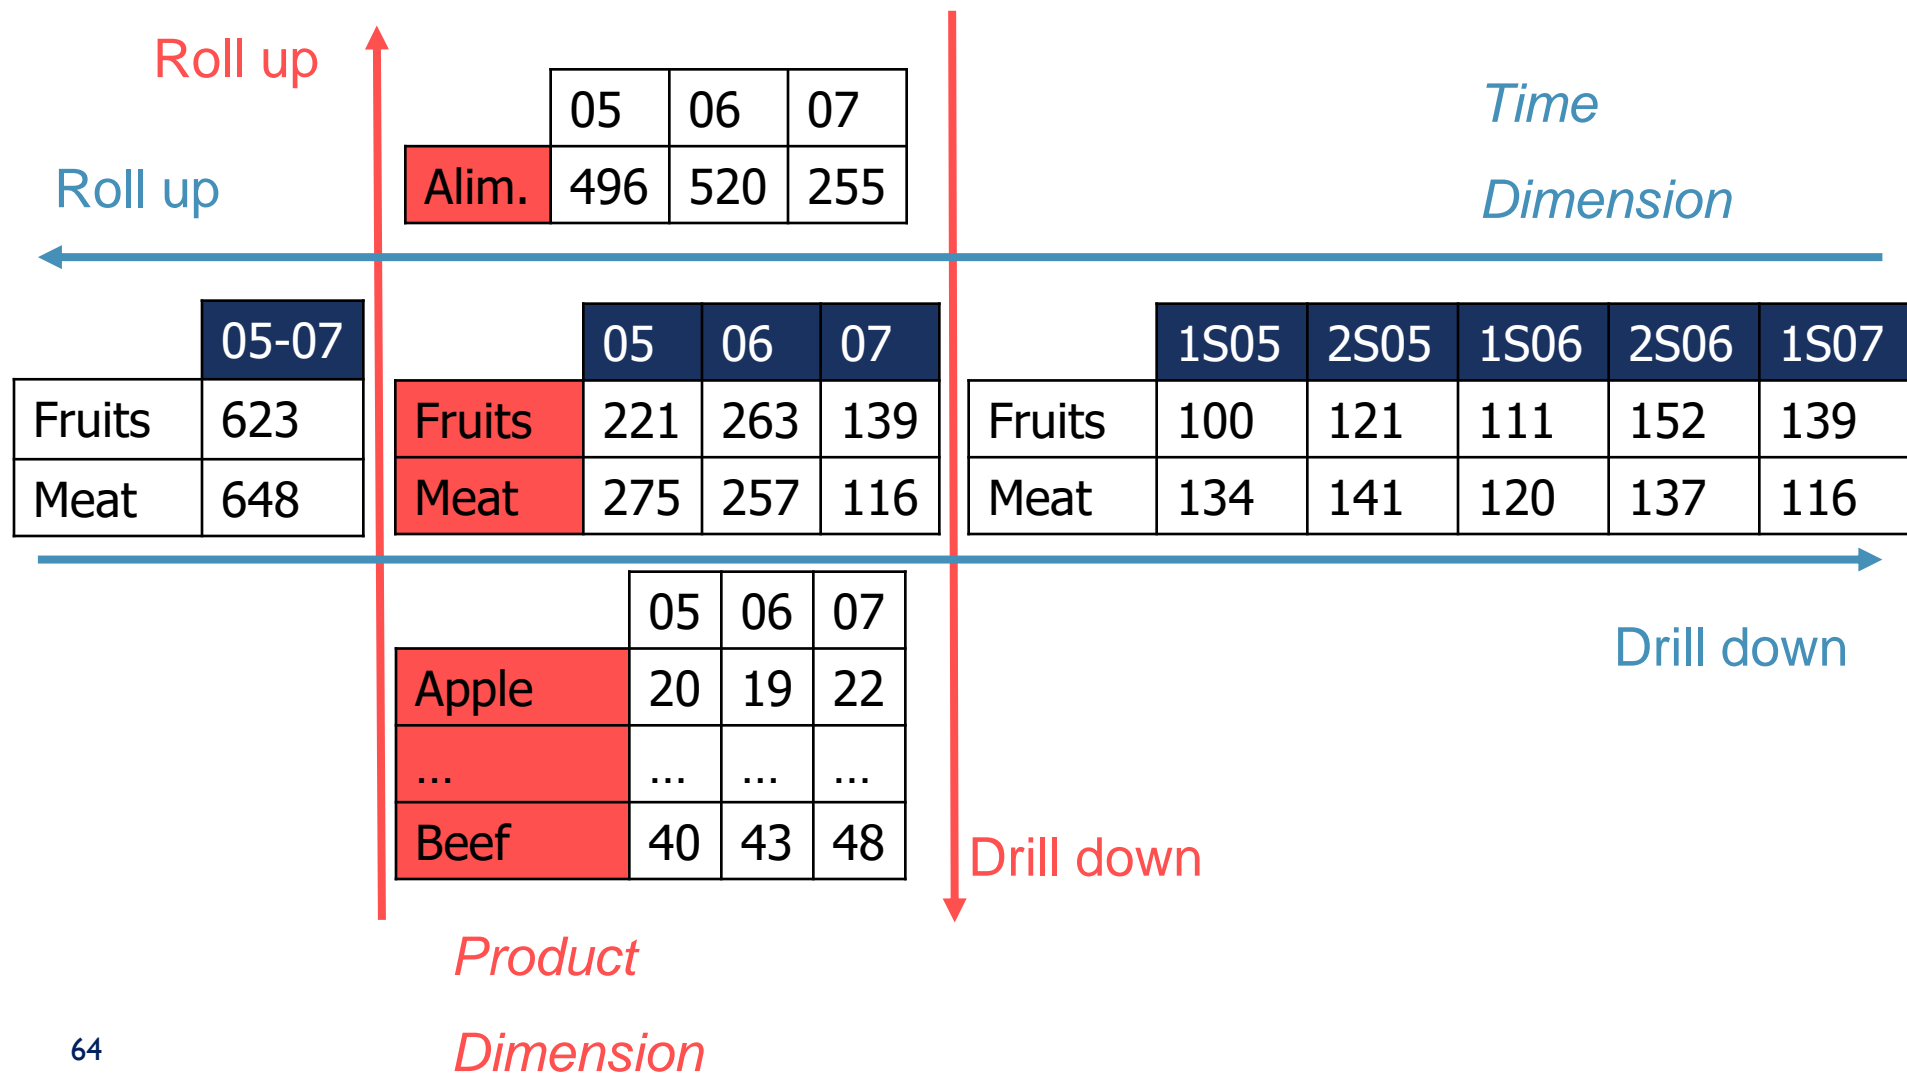 Roll up
05 06 07
Alim. 496 520 255
Time
Dimension
Roll up
05-07
Fruits 623
Meat 648
05 06 07
Fruits 221 263 139
Meat 275 257 116
1S05 2S05 1S06 2S06 1S07
Fruits 100 121 111 152 139
Meat 134 141 120 137 116
05 06 07
Apple 20 19 22
... ... ... ...
Beef 40 43 48
Drill down
Drill down
Product
Dimension
64